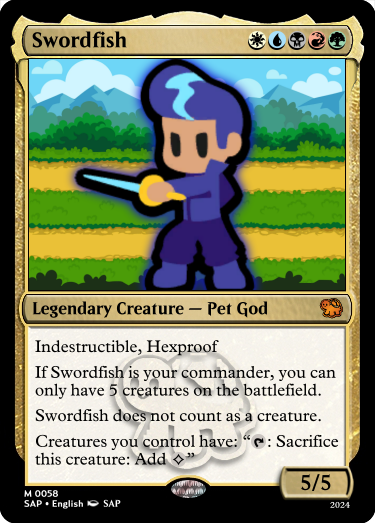 Swordfish
Legendary Creature — Pet God
Indestructible, Hexproof
If Swordfish is your commander, you can
only have 5 creatures on the battlefield.
Swordfish does not count as a creature.
Creatures you control have: “: Sacrifice
this creature: Add ”
5/5
M 0058
SAP • English SAP
2024